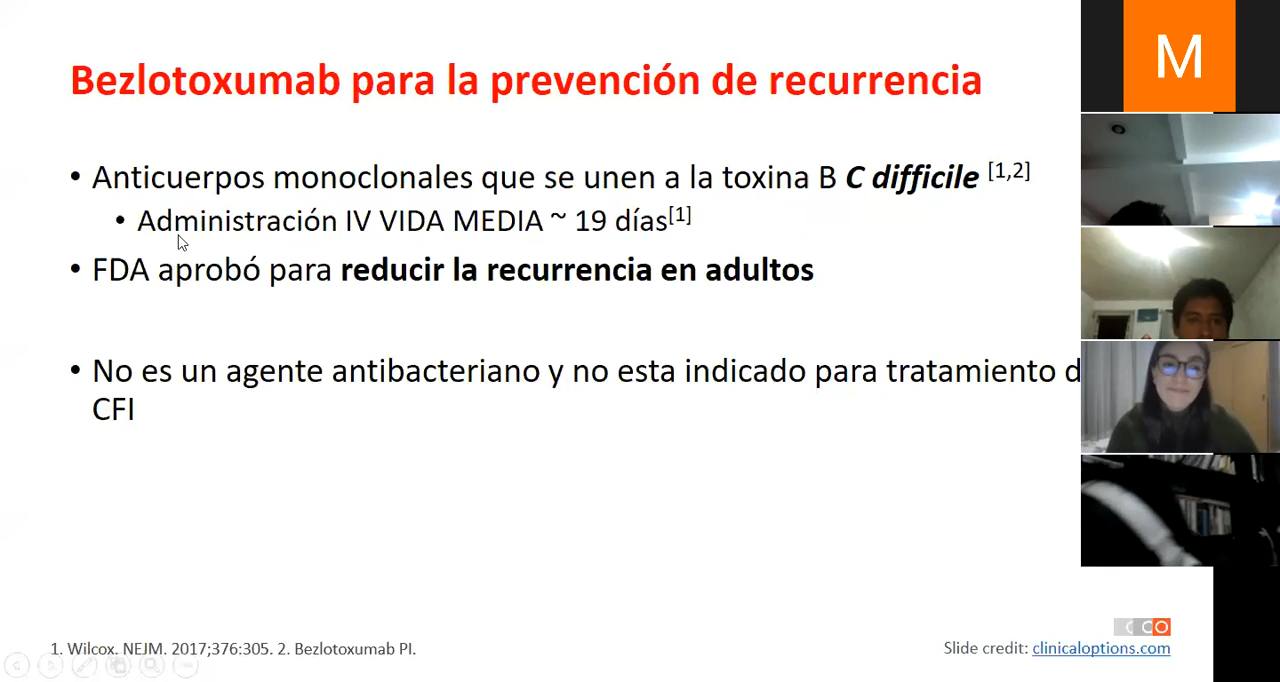 Bezlotoxumab para la prevención de recurrencia
M
• Anticuerpos monoclonales que se unen a la toxina B C difficile [1,2]
• Administración IV VIDA MEDIA ~ 19 días[1]
• FDA aprobó para reducir la recurrencia en adultos
• No es un agente antibacteriano y no esta indicado para tratamiento
CFI
CCO
1. Wilcox. NEJM. 2017;376:305. 2. Bezlotoxumab PI.
Slide credit: clinicaloptions.com